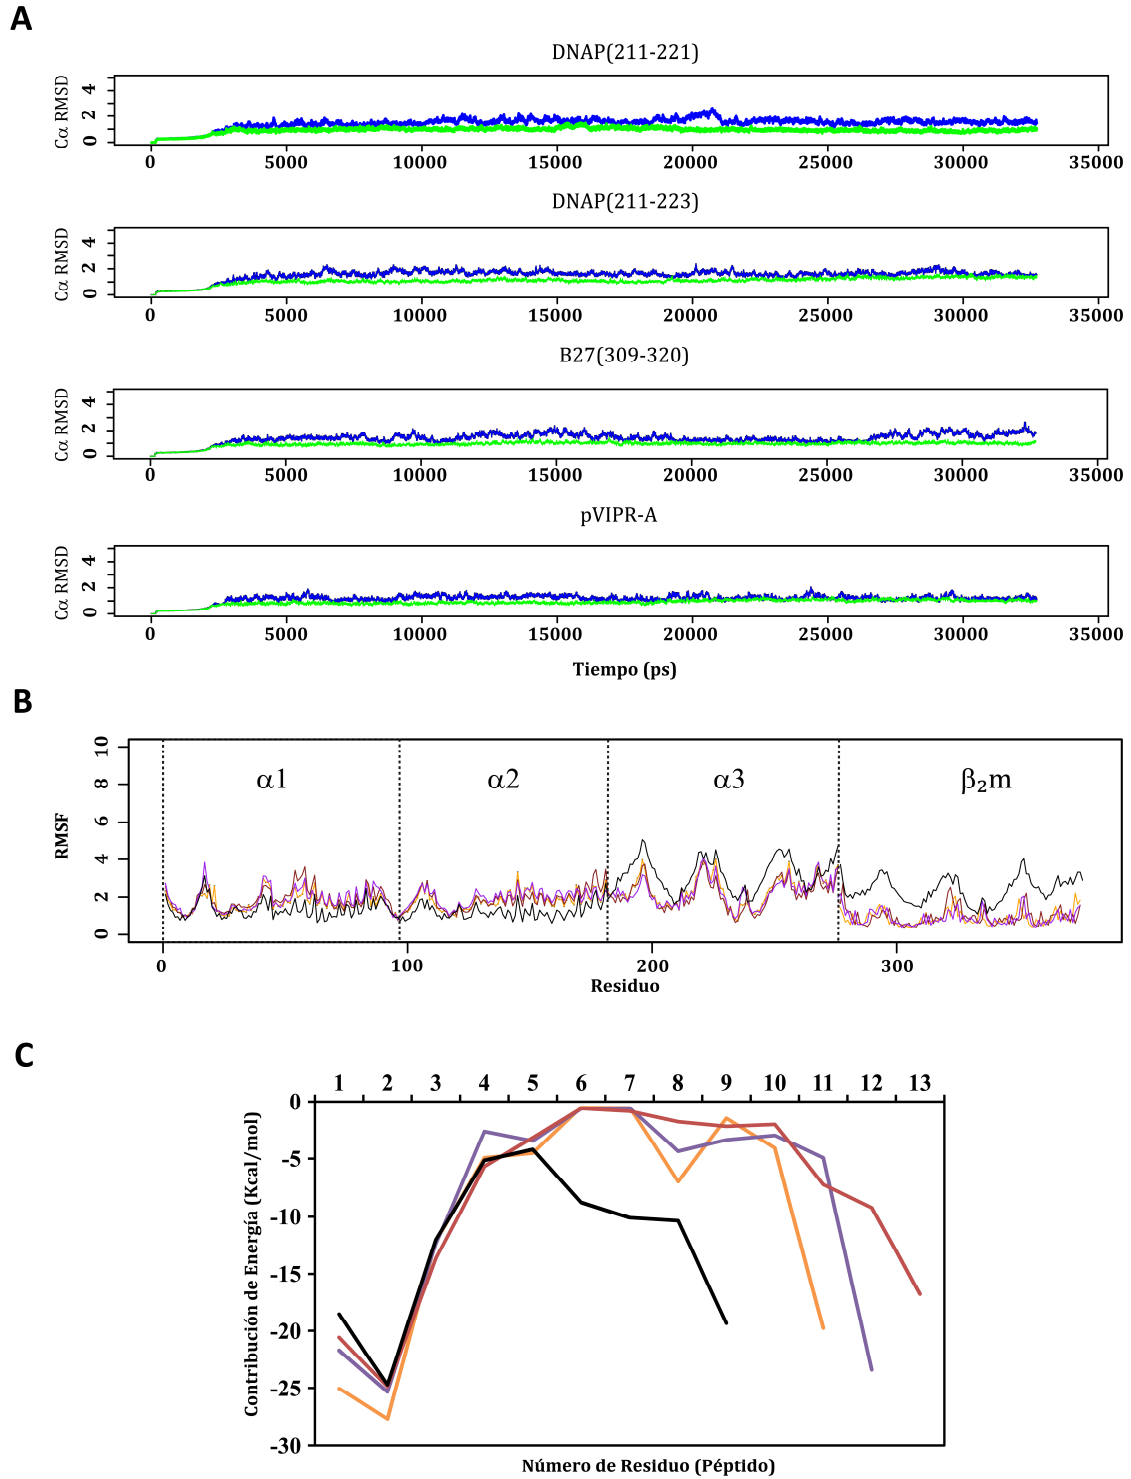 A
DNAP(211-221)
Cα RMSD
0 2 4
0 5000 10000 15000 20000 25000 30000 35000
DNAP(211-223)
Cα RMSD
0 2 4
0 5000 10000 15000 20000 25000 30000 35000
B27(309-320)
Cα RMSD
0 2 4
0 5000 10000 15000 20000 25000 30000 35000
pVIPR-A
Cα RMSD
0 2 4
0 5000 10000 15000 20000 25000 30000 35000
Tiempo (ps)
B
RMSF
0 2 4 6 8 10
α1 α2 α3 β₂m
0 100 200 300
Residuo
C
1 2 3 4 5 6 7 8 9 10 11 12 13
Contribución de Energía (Kcal/mol)
0
-5
-10
-15
-20
-25
-30
Número de Residuo (Péptido)